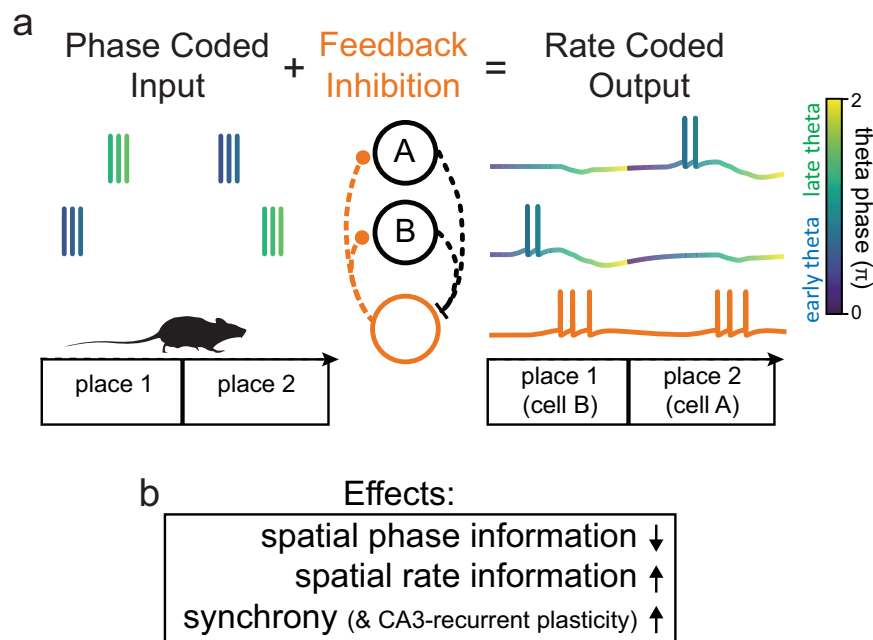 a
Phase Coded
Input
+
Feedback
Inhibition
=
Rate Coded
Output
A
B
place 1
place 2
place 1
(cell B)
place 2
(cell A)
early theta
late theta
2
0
theta phase (π)
b
Effects:
spatial phase information ↓
spatial rate information ↑
synchrony (& CA3-recurrent plasticity) ↑